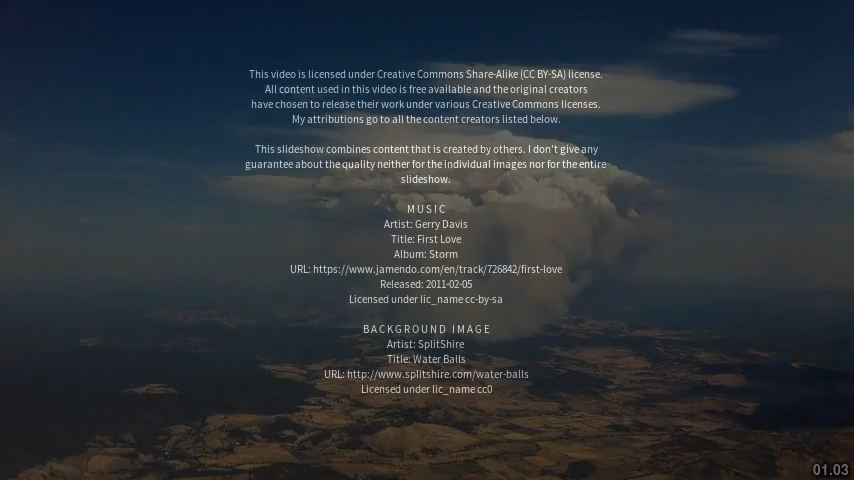 This video is licensed under Creative Commons Share-Alike (CC BY-SA) license.
All content used in this video is free available and the original creators
have chosen to release their work under various Creative Commons licenses.
My attributions go to all the content creators listed below.
This slideshow combines content that is created by others. I don't give any
guarantee about the quality neither for the individual images nor for the entire
slideshow.
MUSIC
Artist: Gerry Davis
Title: First Love
Album: Storm
URL: https://www.jamendo.com/en/track/726842/first-love
Released: 2011-02-05
Licensed under lic_name cc-by-sa
BACKGROUND IMAGE
Artist: SplitShire
Title: Water Balls
URL: http://www.splitshire.com/water-balls
Licensed under lic_name cc0
01.03